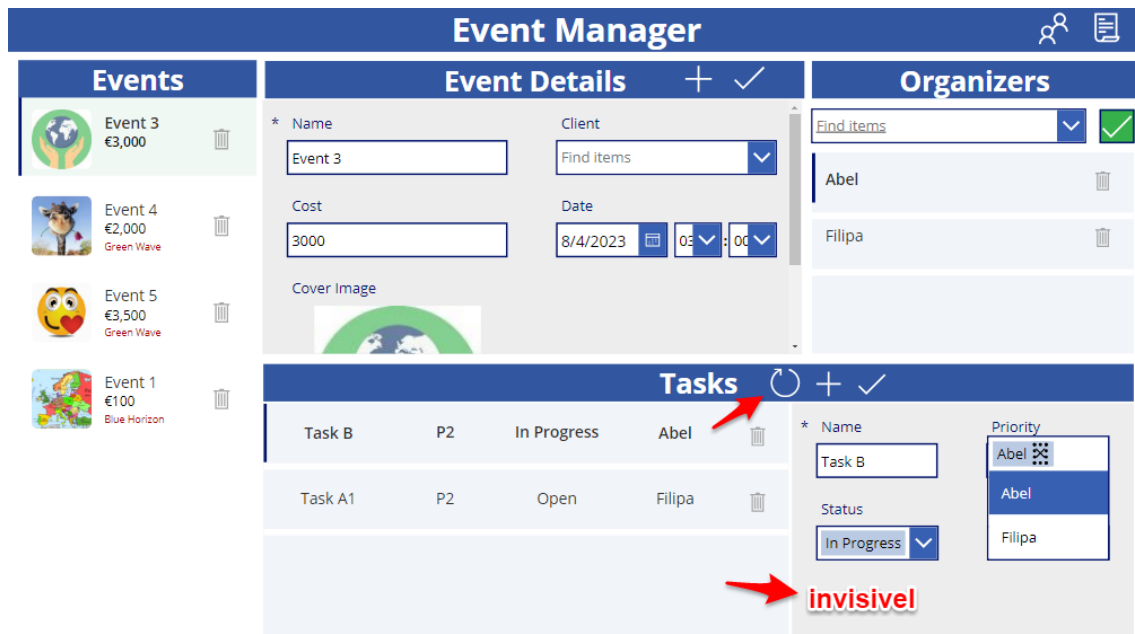 Event Manager
Events
Event 3
€3,000
Event 4
€2,000
Green Wave
Event 5
€3,500
Green Wave
Event 1
€100
Blue Horizon
Event Details
* Name
Event 3
Client
Find items
Cost
3000
Date
8/4/2023 03 : 00
Cover Image
Organizers
Find items
Abel
Filipa
Tasks
Task B P2 In Progress Abel
Task A1 P2 Open Filipa
* Name
Task B
Priority
Abel
Abel
Filipa
Status
In Progress
invisivel